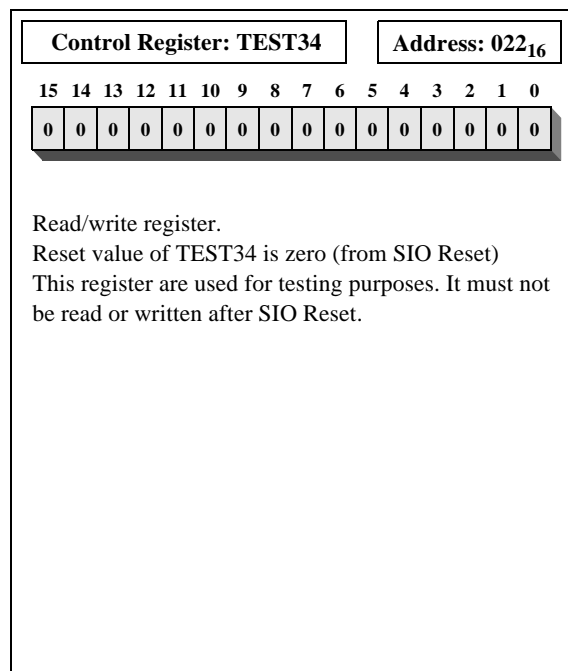 Control Register: TEST34
Address: 022₁₆
15 14 13 12 11 10 9 8 7 6 5 4 3 2 1 0
0 0 0 0 0 0 0 0 0 0 0 0 0 0 0 0
Read/write register.
Reset value of TEST34 is zero (from SIO Reset)
This register are used for testing purposes. It must not
be read or written after SIO Reset.